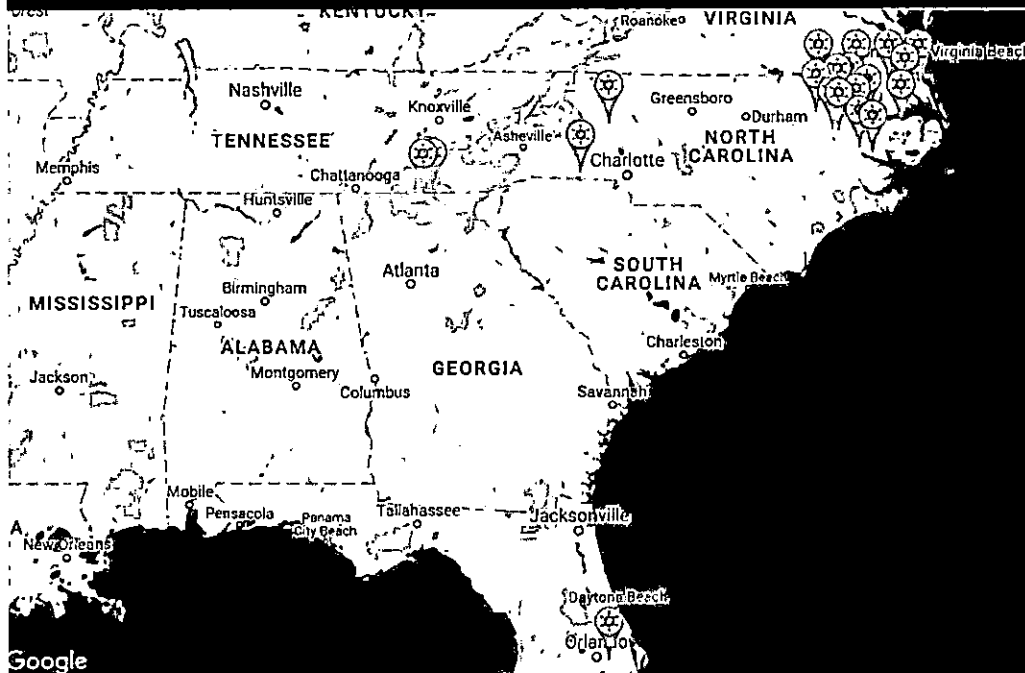 KENTUCKY
Roanoke
VIRGINIA
Virginia Beach
Nashville
Knoxville
Greensboro
Durham
TENNESSEE
Asheville
NORTH
CAROLINA
Memphis
Charlotte
Chattanooga
Huntsville
Atlanta
SOUTH
CAROLINA
Myrtle Beach
MISSISSIPPI
Birmingham
Tuscaloosa
ALABAMA
Charleston
Jackson
Montgomery
GEORGIA
Columbus
Savannah
Mobile
Pensacola
Panama
City Beach
Tallahassee
Jacksonville
A
New Orleans
Daytona Beach
Orlando
Google